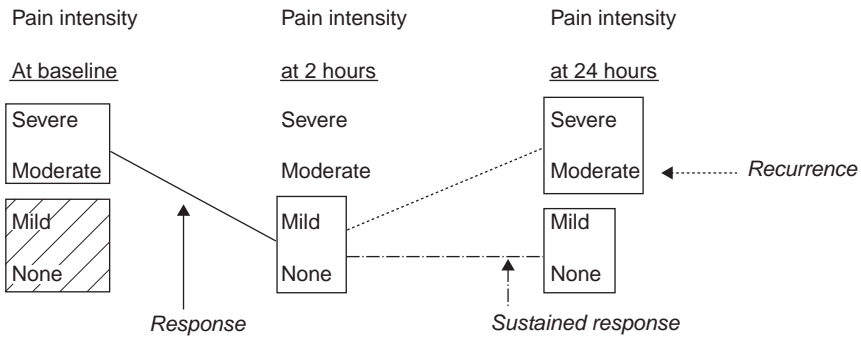 Pain intensity Pain intensity Pain intensity
At baseline at 2 hours at 24 hours
Severe Severe Severe
Moderate Moderate Moderate
Recurrence
Mild Mild Mild
None None None
Response Sustained response